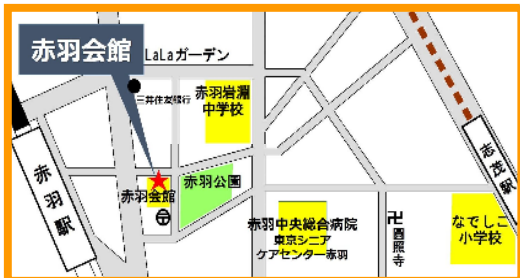 赤羽会館
LaLaガーデン
三井住友銀行
赤羽岩淵
中学校
赤羽公園
赤羽会館
赤羽駅
志茂駅
赤羽中央総合病院
東京シニア
ケアセンター赤羽
卍
圓照寺
なでしこ
小学校